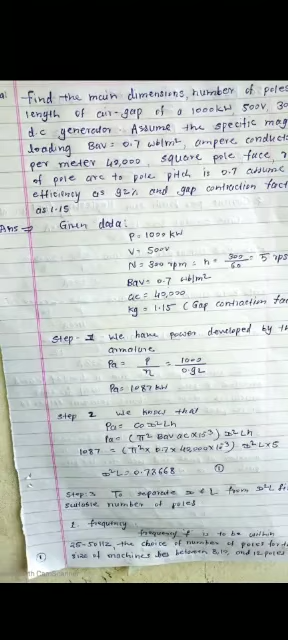 Find the main dimensions, number of poles
length of air-gap of a 1000kW 500V, 30
d.c generator. Assume the specific mag
loading Bav = 0.7 wb/m², ampere conduct
per meter 40,000, square pole face,
of pole arc to pole pitch is 0.7 assume
efficiency as 92% and gap contraction fact
as 1.15
Ans ⇒ Given data:
P = 1000 kW
V = 500V
N = 300 rpm = n = 300/60 = 5 rps
Bav = 0.7 wb/m²
ac = 40,000
kg = 1.15 (Gap contraction fac
Step - 1 We have power developed by th
armature
Pa = P/η = 1000/0.92
Pa = 1087 kW
Step 2 We know that
Pa = Co D²Ln
Pa = (π² Bav ac x10⁻³) D²Ln
1087 = (π² x 0.7 x 40,000 x 10⁻³) D²L x 5
D²L = 0.78668 ①
Step: 3 To separate D & L from D²L
suitable number of poles
1. frequency
frequency f is to be within
25-50Hz, the choice of number of poles for
size of machines lies between 8,10, and 12 poles
①